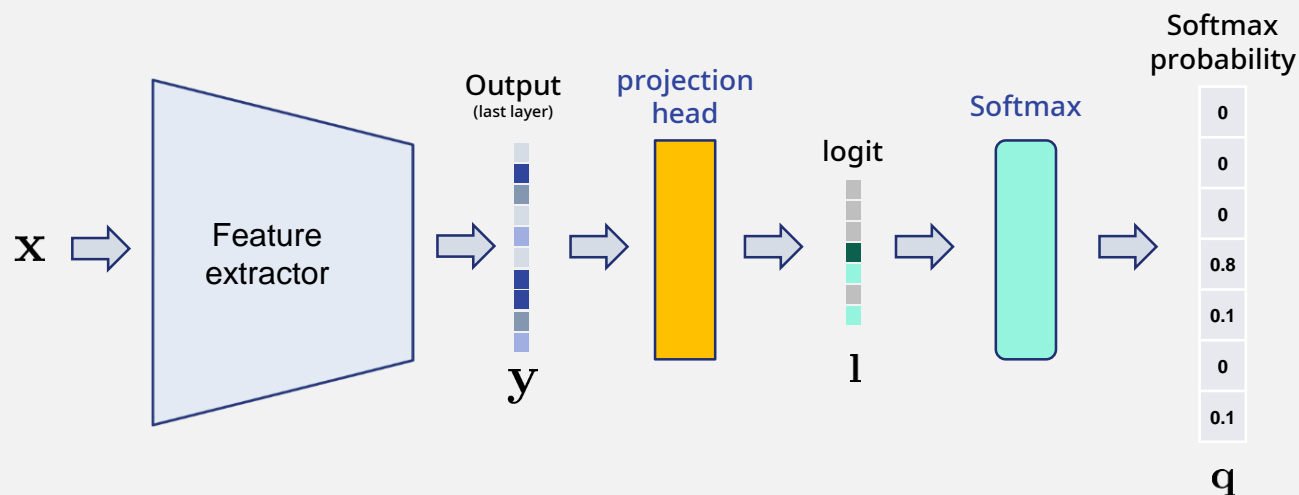 x
Feature
extractor
Output
(last layer)
y
projection
head
logit
l
Softmax
Softmax
probability
0
0
0
0.8
0.1
0
0.1
q